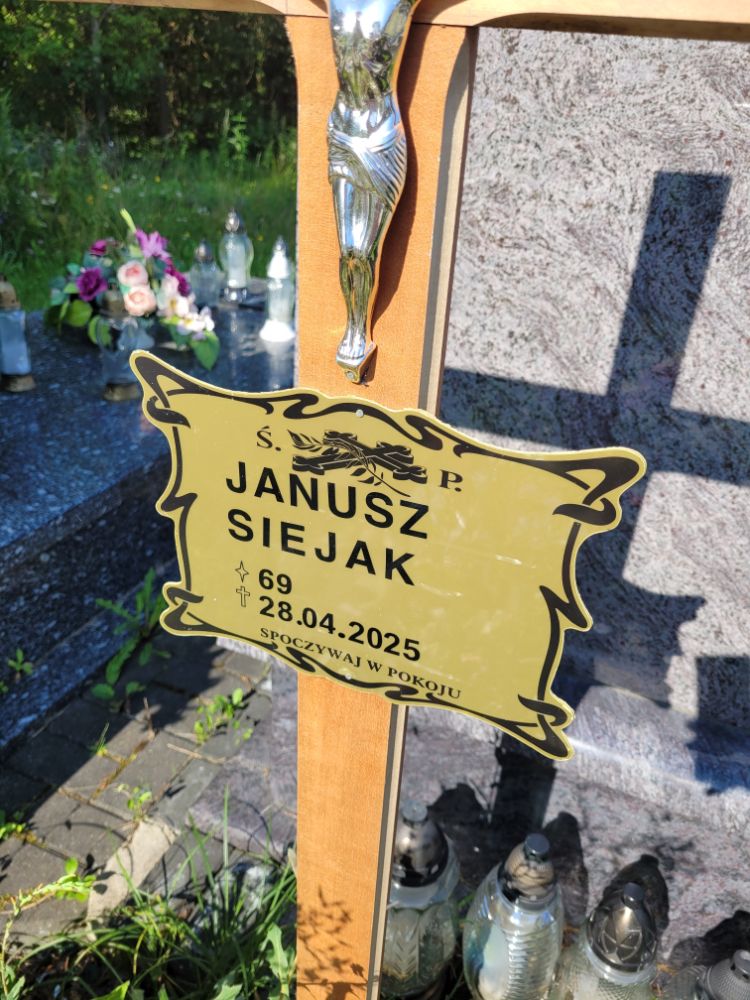 Ś. P.
JANUSZ
SIEJAK
69
28.04.2025
SPOCZYWAJ W POKOJU